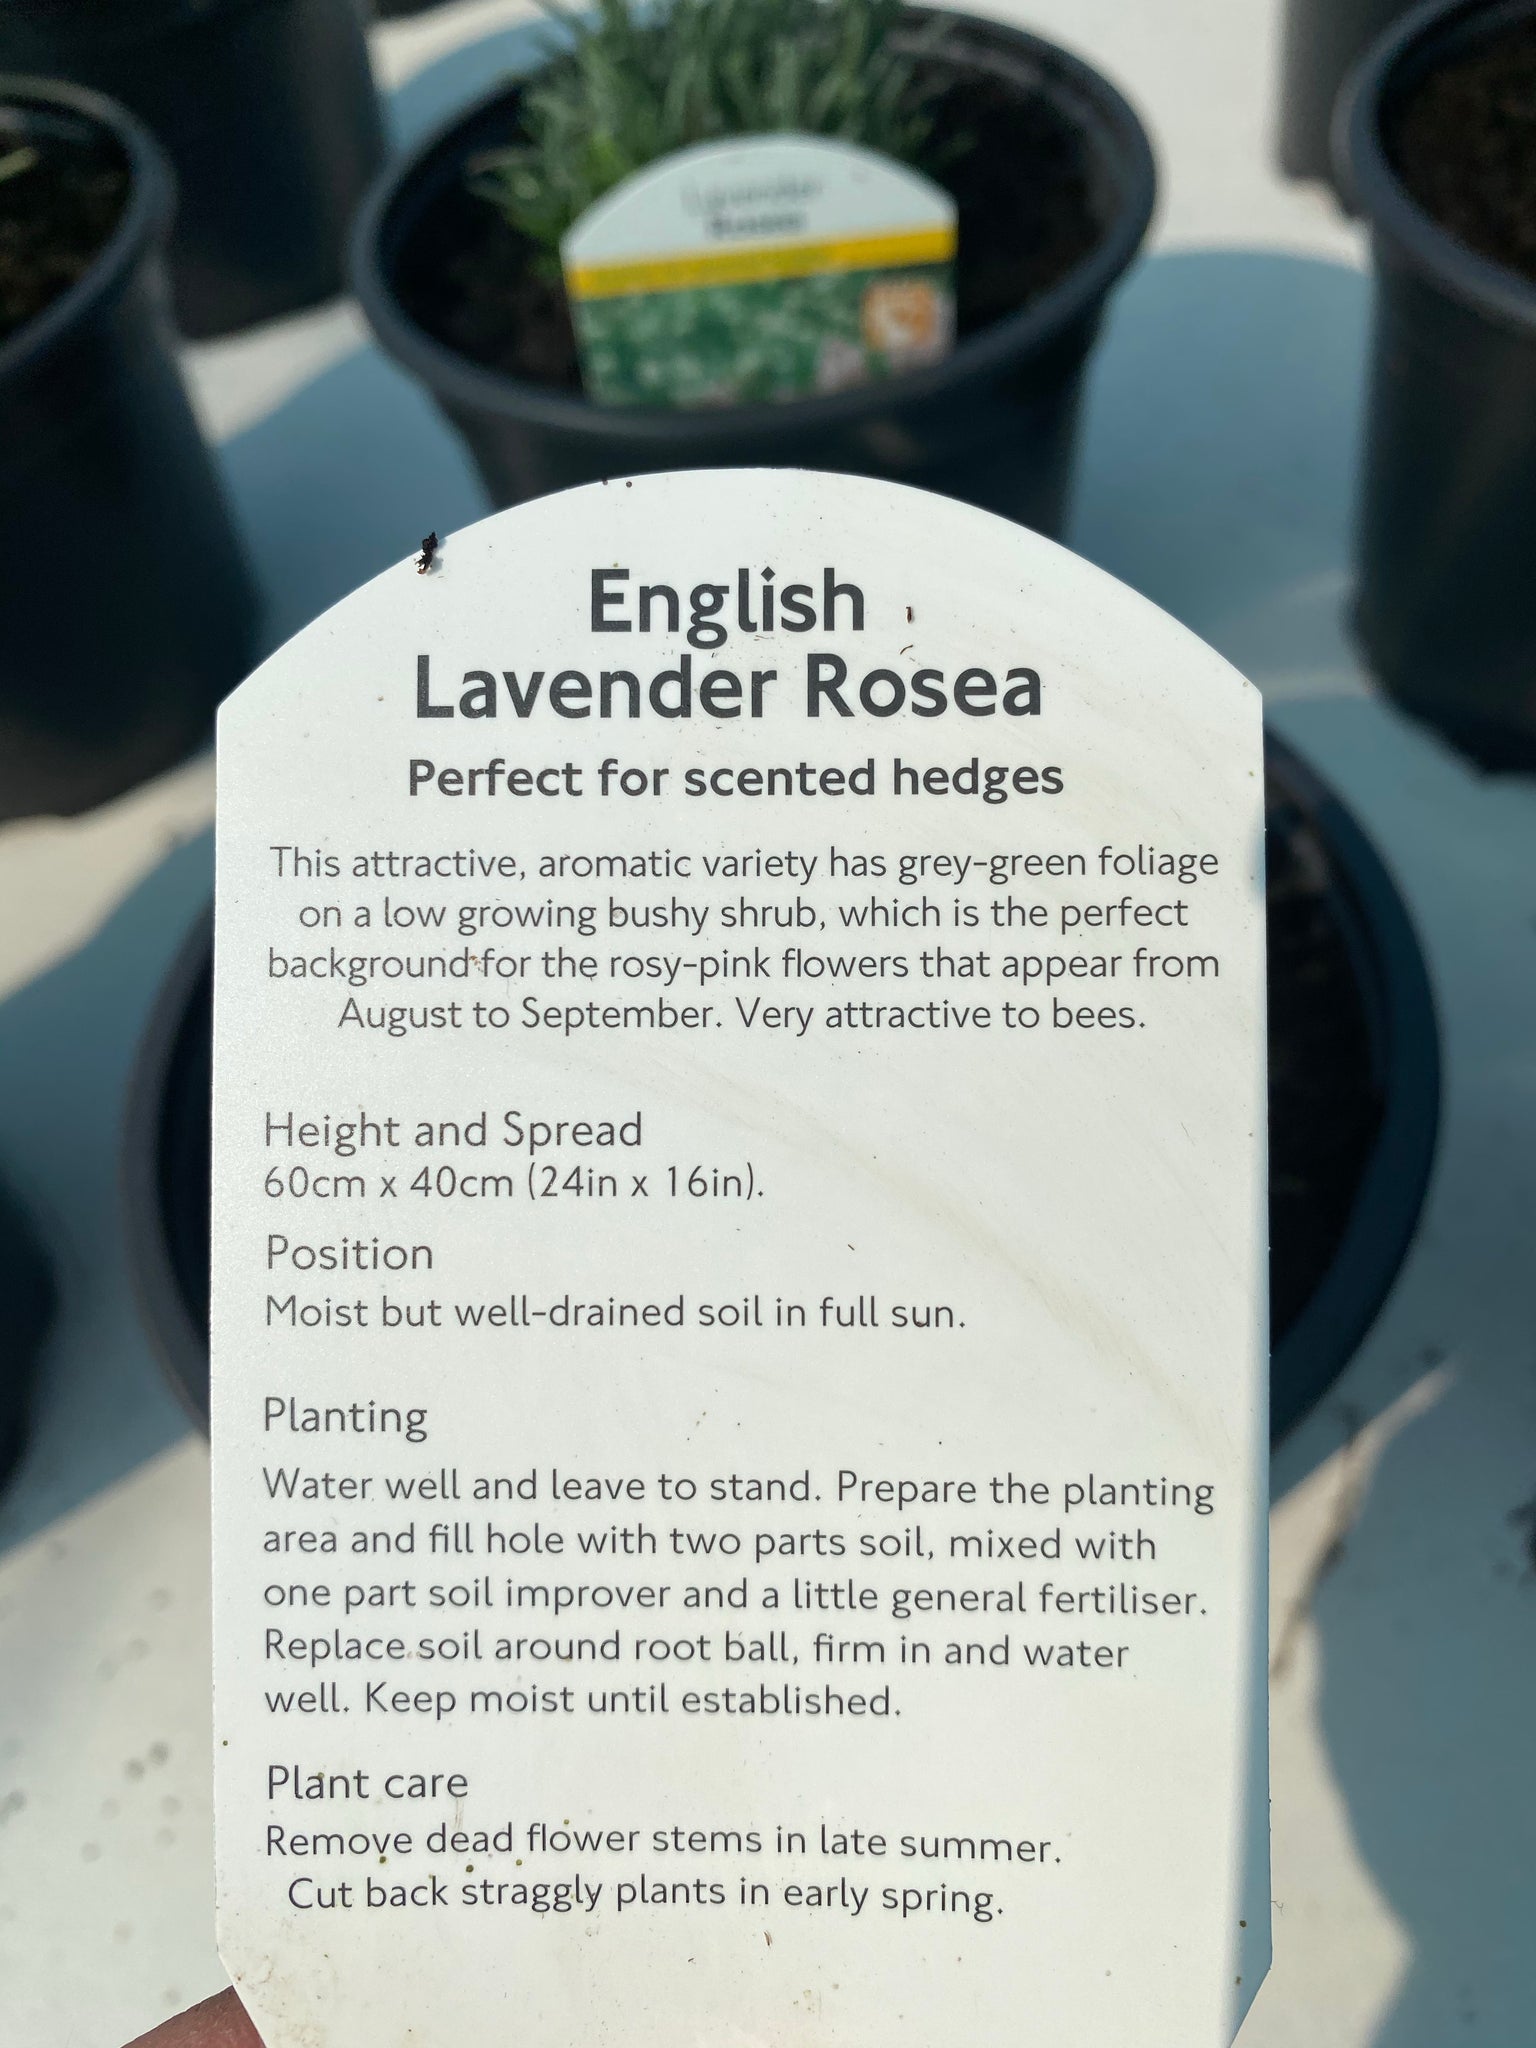 Lavender
Rosea
English
Lavender Rosea
Perfect for scented hedges
This attractive, aromatic variety has grey-green foliage
on a low growing bushy shrub, which is the perfect
background for the rosy-pink flowers that appear from
August to September. Very attractive to bees.
Height and Spread
60cm x 40cm (24in x 16in).
Position
Moist but well-drained soil in full sun.
Planting
Water well and leave to stand. Prepare the planting
area and fill hole with two parts soil, mixed with
one part soil improver and a little general fertiliser.
Replace soil around root ball, firm in and water
well. Keep moist until established.
Plant care
Remove dead flower stems in late summer.
Cut back straggly plants in early spring.